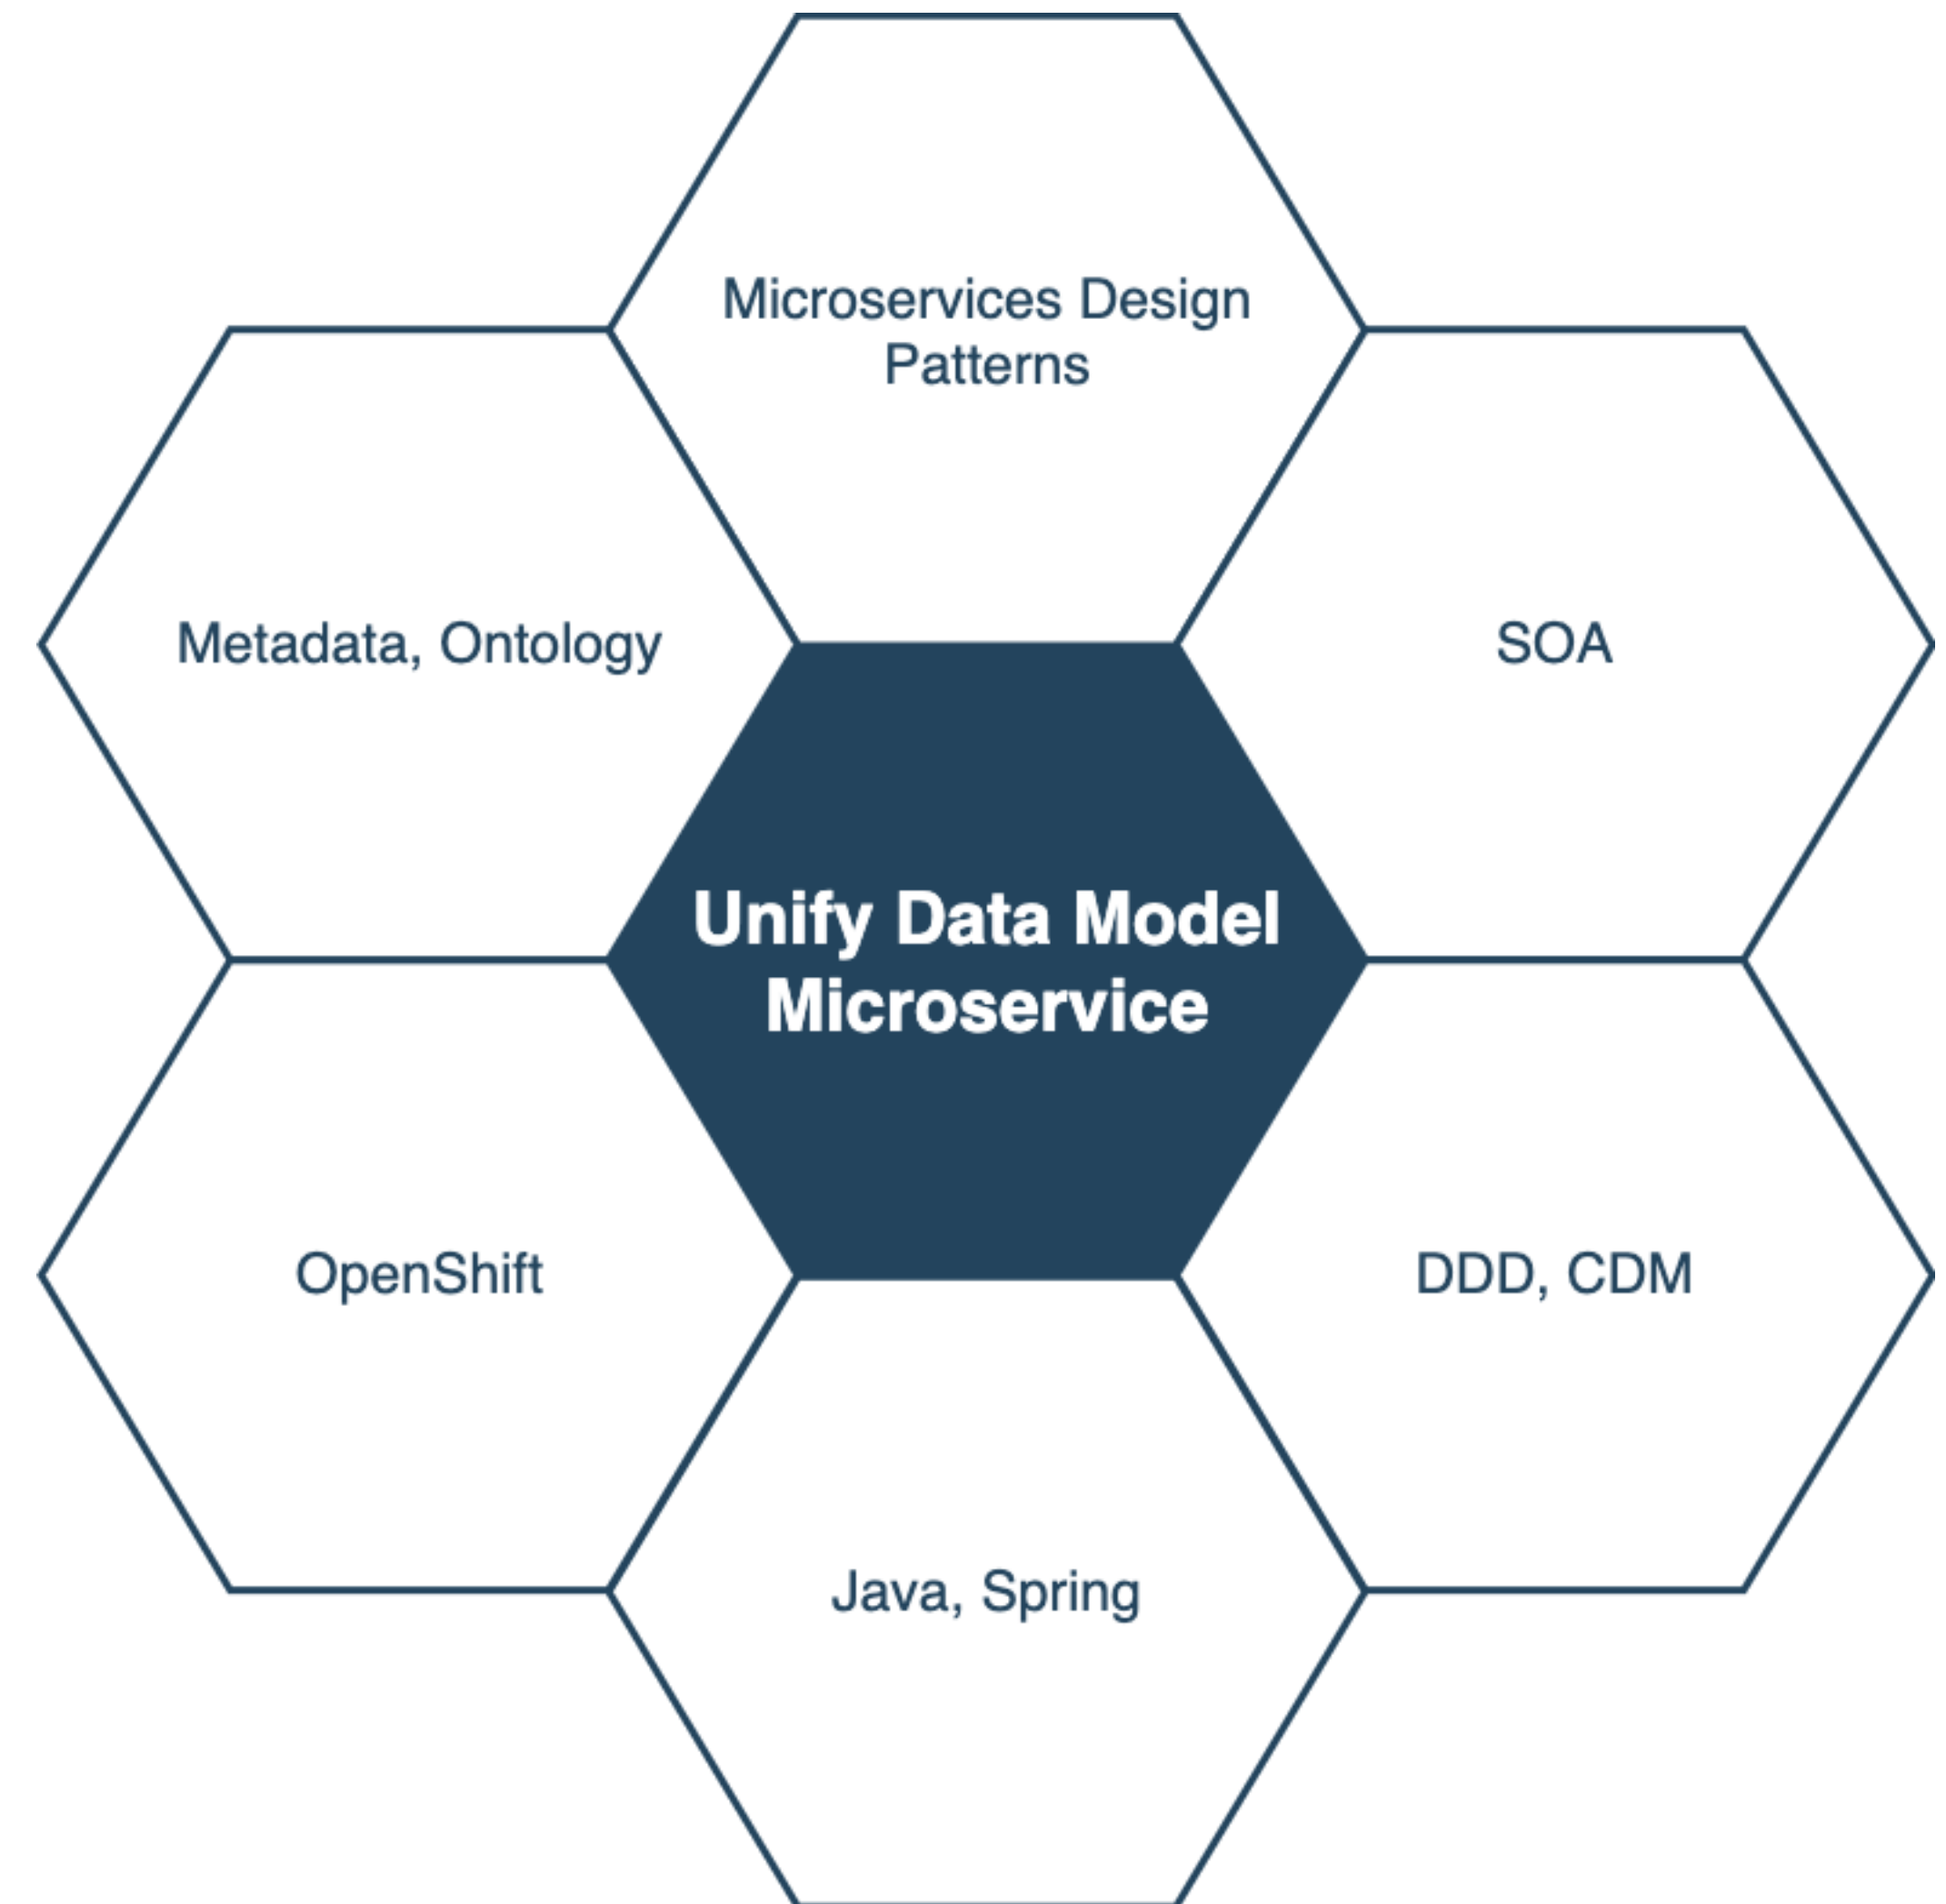 Microservices Design
Patterns
Metadata, Ontology
SOA
Unify Data Model
Microservice
OpenShift
DDD, CDM
Java, Spring